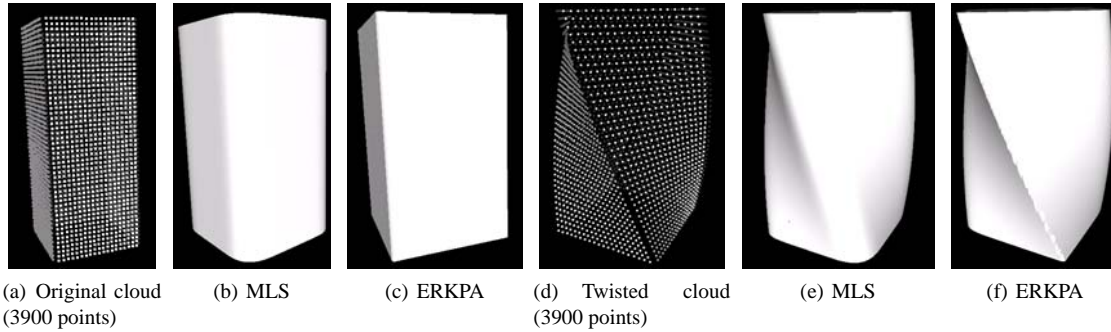 (a) Original cloud
(3900 points)
(b) MLS
(c) ERKPA
(d) Twisted cloud
(3900 points)
(e) MLS
(f) ERKPA